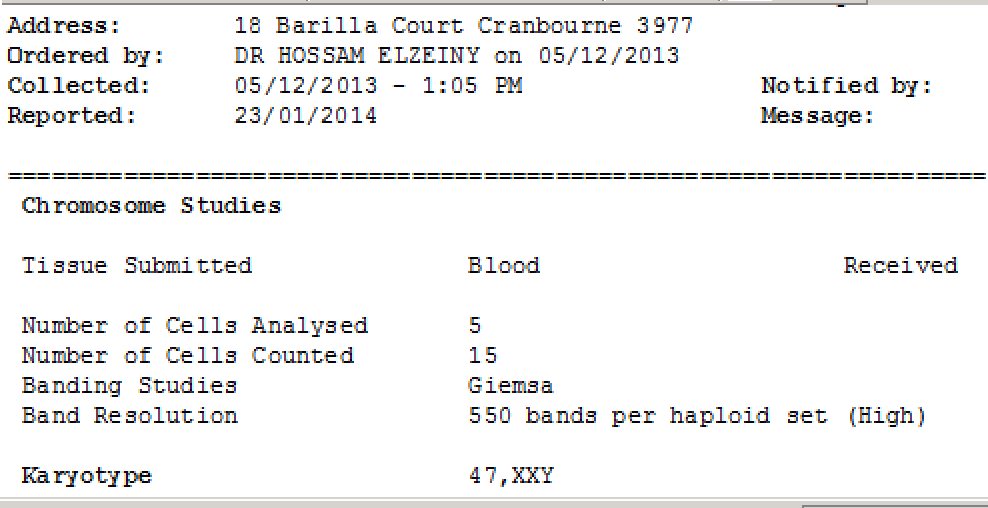 Address: 18 Barilla Court Cranbourne 3977
Ordered by: DR HOSSAM ELZEINY on 05/12/2013
Collected: 05/12/2013 - 1:05 PM Notified by:
Reported: 23/01/2014 Message:
====================================================================
Chromosome Studies
Tissue Submitted Blood Received
Number of Cells Analysed 5
Number of Cells Counted 15
Banding Studies Giemsa
Band Resolution 550 bands per haploid set (High)
Karyotype 47,XXY